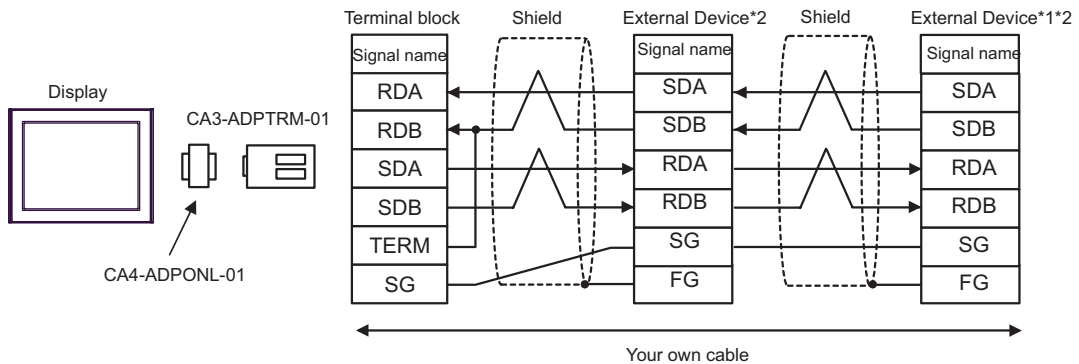 Display
CA3-ADPTRM-01
CA4-ADPONL-01
Terminal block
Signal name
RDA
RDB
SDA
SDB
TERM
SG
Shield
External Device*2
Signal name
SDA
SDB
RDA
RDB
SG
FG
Shield
External Device*1*2
Signal name
SDA
SDB
RDA
RDB
SG
FG
Your own cable